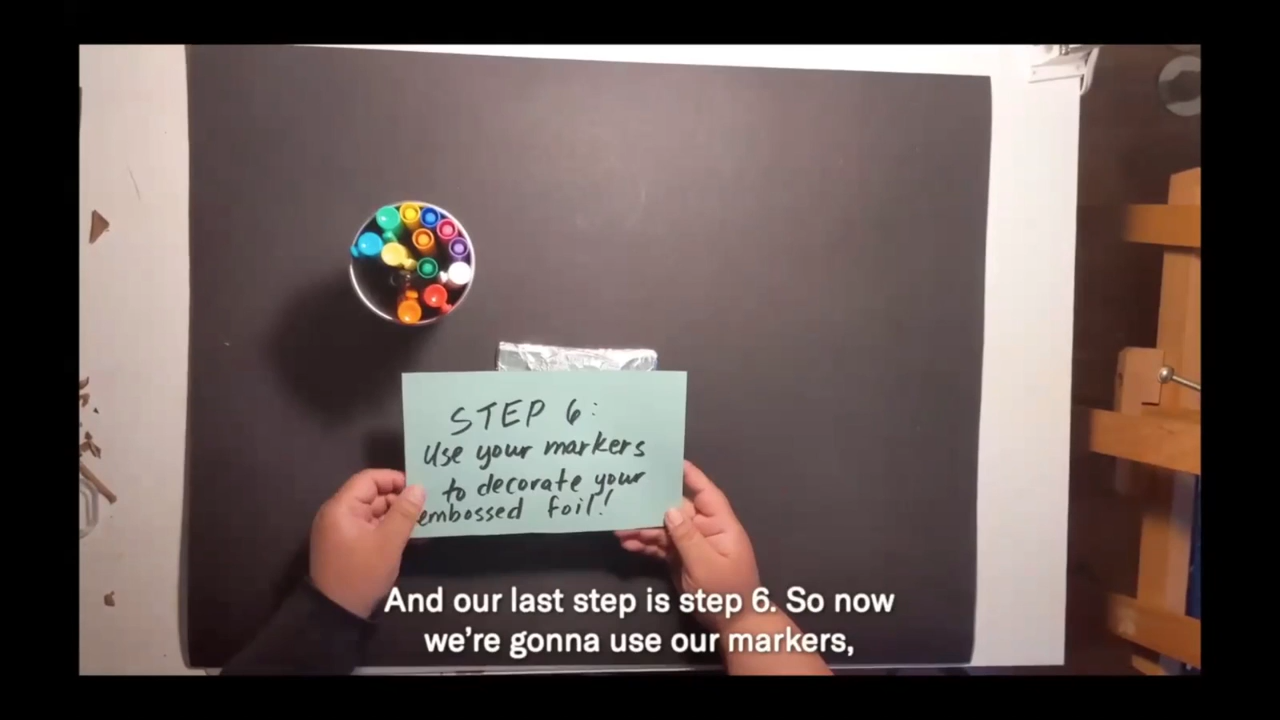 STEP 6:
Use your markers
to decorate your
embossed foil!
And our last step is step 6. So now
we're gonna use our markers,